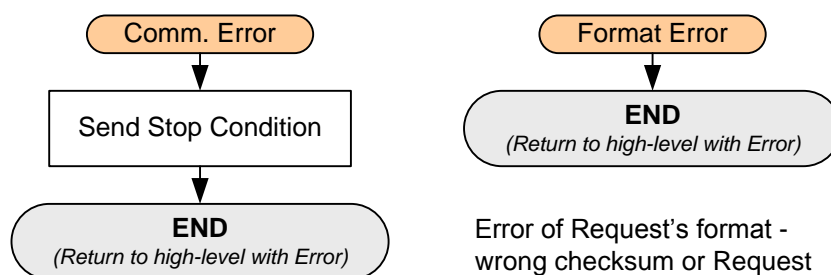 Comm. Error
Send Stop Condition
END
(Return to high-level with Error)
Format Error
END
(Return to high-level with Error)
Error of Request's format -
wrong checksum or Request